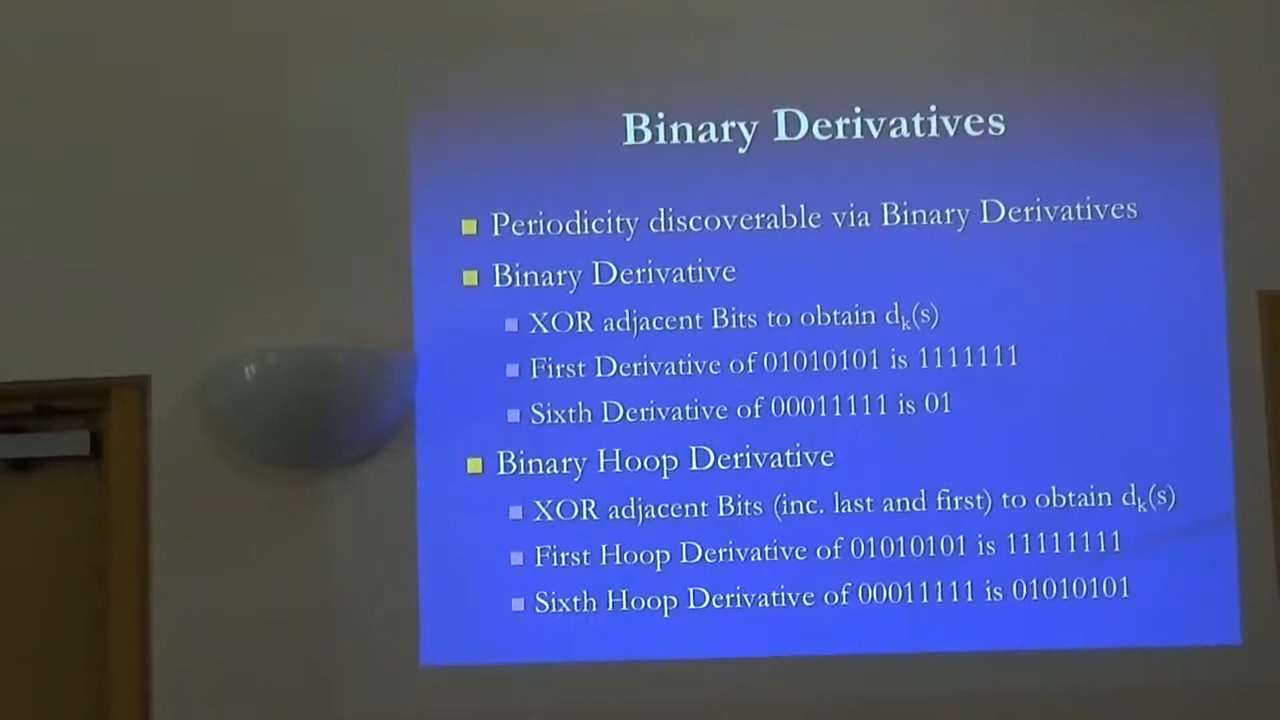 Binary Derivatives
Periodicity discoverable via Binary Derivatives
Binary Derivative
XOR adjacent Bits to obtain dk(s)
First Derivative of 01010101 is 1111111
Sixth Derivative of 00011111 is 01
Binary Hoop Derivative
XOR adjacent Bits (inc. last and first) to obtain dk(s)
First Hoop Derivative of 01010101 is 11111111
Sixth Hoop Derivative of 00011111 is 01010101